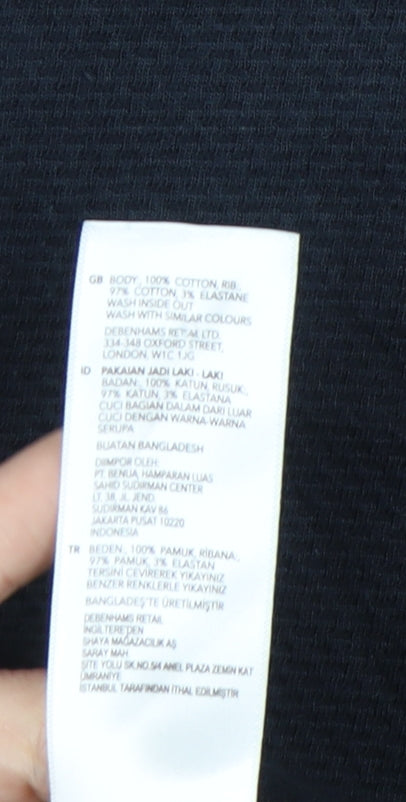 GB BODY, 100% COTTON, RIB,
97% COTTON, 3% ELASTANE
WASH INSIDE OUT
WASH WITH SIMILAR COLOURS
DEBENHAMS RETAIL LTD.
334-348 OXFORD STREET,
LONDON, W1C 1JG
ID PAKAIAN JADI LAKI - LAKI
BADAN, 100% KATUN, RUSUK,
97% KATUN, 3% ELASTANA
CUCI BAGIAN DALAM DARI LUAR
CUCI DENGAN WARNA-WARNA
SERUPA
BUATAN BANGLADESH
DIIMPOR OLEH:
PT. BENUA HAMPARAN LUAS
SAHID SUDIRMAN CENTER
LT. 38, JL. JEND.
SUDIRMAN KAV 86
JAKARTA PUSAT 10220
INDONESIA
TR BEDEN, 100% PAMUK, RİBANA,
97% PAMUK, 3% ELASTAN
TERSİNİ ÇEVİREREK YIKAYINIZ
BENZER RENKLERLE YIKAYINIZ
BANGLADEŞ'TE ÜRETİLMİŞTİR
DEBENHAMS RETAIL
İNGİLTERE'DEN
SHAYA MAĞAZACILIK AŞ
SARAY MAH.
SİTE YOLU SK.NO.5/4 ANEL PLAZA ZEMİN KAT
ÜMRANİYE
İSTANBUL TARAFINDAN İTHAL EDİLMİŞTİR